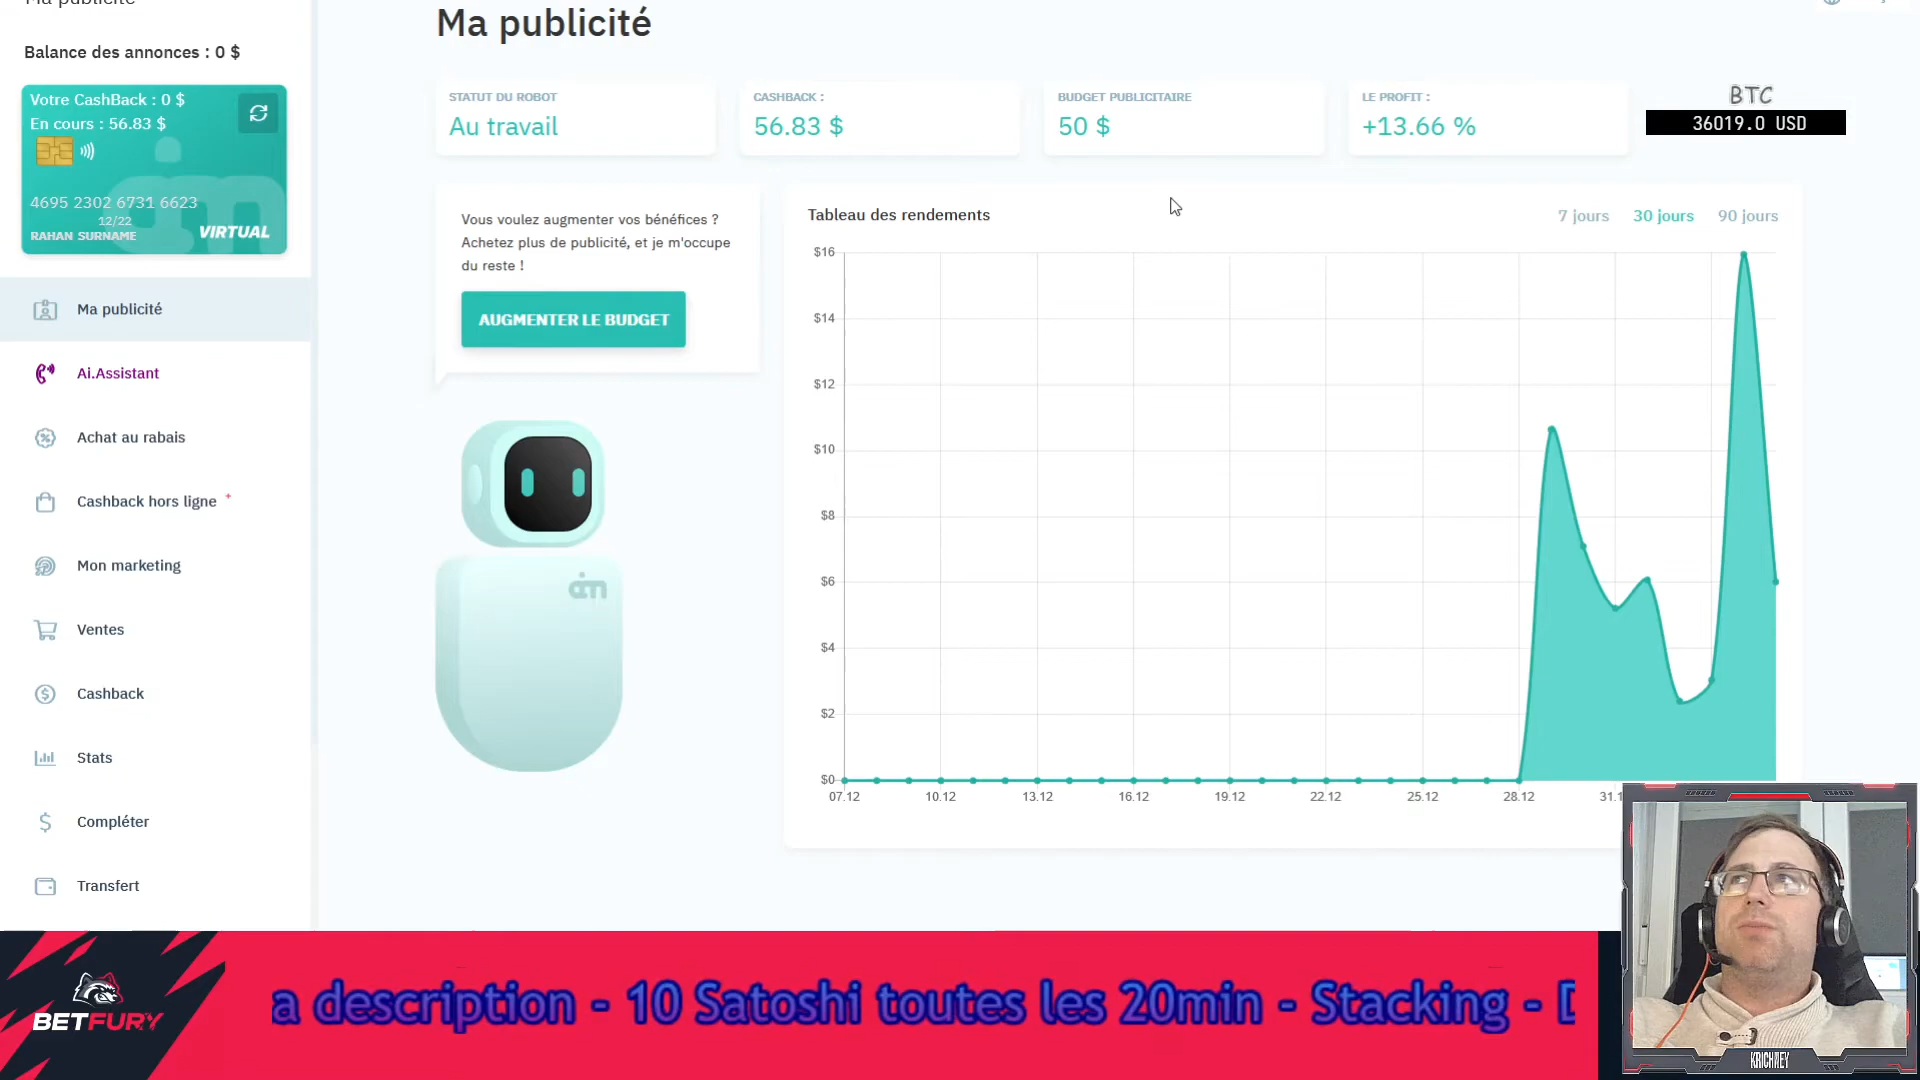 Ma publicité
Balance des annonces : 0 $
Votre CashBack : 0 $
En cours : 56.83 $
4695 2302 6731 6623
12/22
RAHAN SURNAME
VIRTUAL
Ma publicité
Ai.Assistant
Achat au rabais
Cashback hors ligne *
Mon marketing
Ventes
Cashback
Stats
Compléter
Transfert
Ma publicité
STATUT DU ROBOT
Au travail
CASHBACK :
56.83 $
BUDGET PUBLICITAIRE
50 $
LE PROFIT :
+13.66 %
BTC
36019.0 USD
Vous voulez augmenter vos bénéfices ?
Achetez plus de publicité, et je m'occupe
du reste !
AUGMENTER LE BUDGET
aim
Tableau des rendements
7 jours 30 jours 90 jours
$16
$14
$12
$10
$8
$6
$4
$2
$0
07.12 10.12 13.12 16.12 19.12 22.12 25.12 28.12 31.1
BETFURY
a description - 10 Satoshi toutes les 20min - Stacking - D